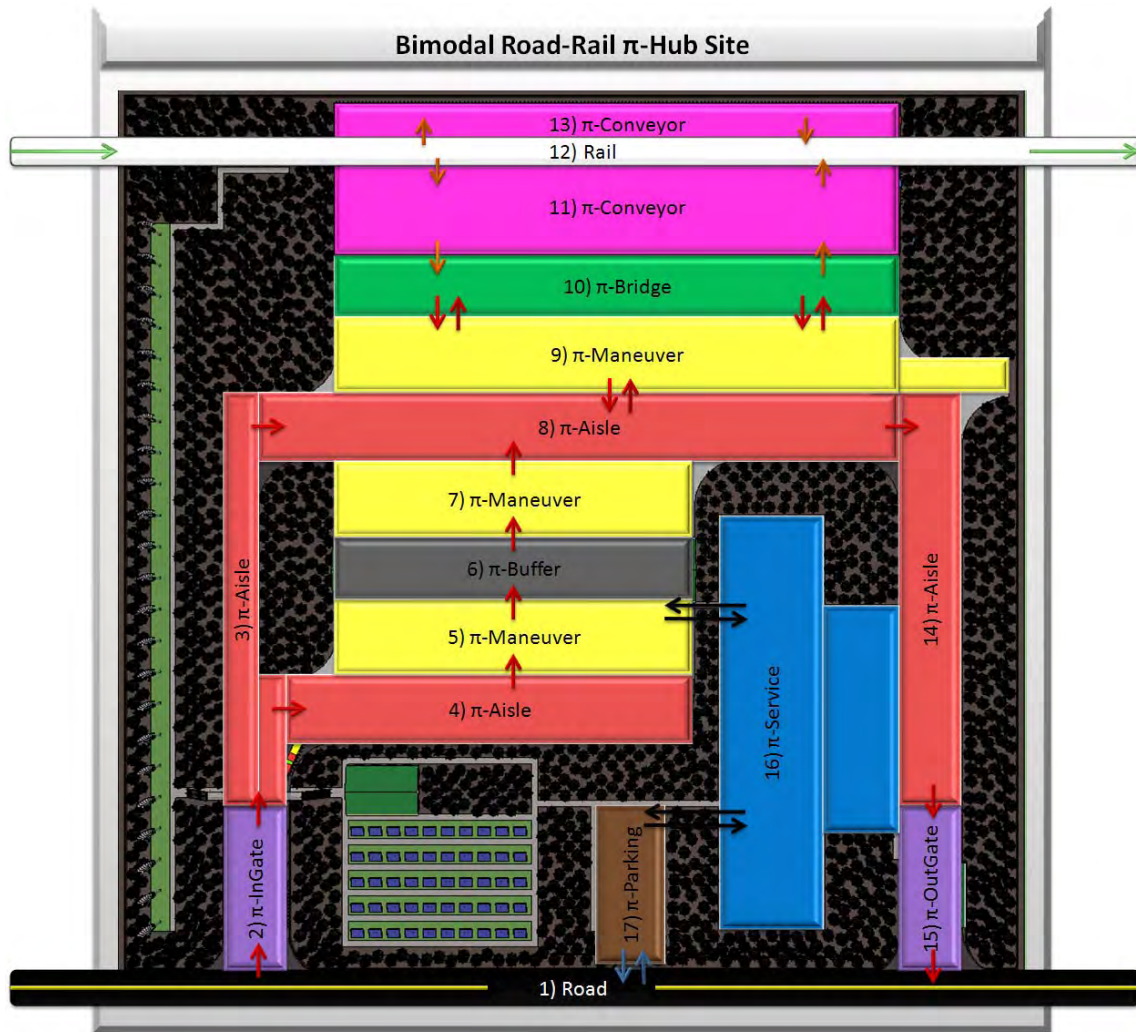 Bimodal Road-Rail π-Hub Site
13) π-Conveyor
12) Rail
11) π-Conveyor
10) π-Bridge
9) π-Maneuver
8) π-Aisle
7) π-Maneuver
6) π-Buffer
5) π-Maneuver
4) π-Aisle
3) π-Aisle
14) π-Aisle
16) π-Service
2) π-InGate
17) π-Parking
15) π-OutGate
1) Road